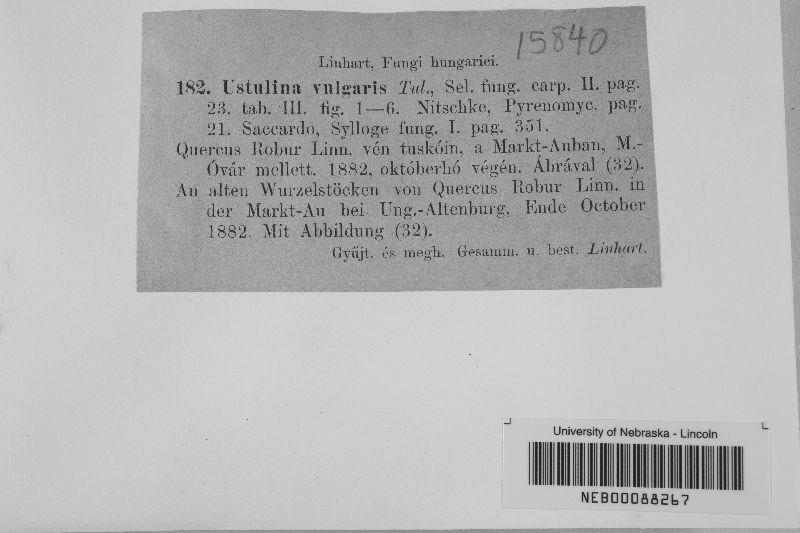 15840
Linhart, Fungi hungarici.
182. Ustulina vulgaris Tul., Sel. fung. carp. II. pag.
23. tab. III. fig. 1—6. Nitschke, Pyrenomyc. pag.
21. Saccardo, Sylloge fung. I. pag. 351.
Quercus Robur Linn. vén tuskóin, a Markt-Auban, M.-
Óvár mellett. 1882, októberhó végén. Ábrával (32).
An alten Wurzelstöcken von Quercus Robur Linn. in
der Markt-Au bei Ung.-Altenburg, Ende October
1882. Mit Abbildung (32).
Gyűjt. és megh. Gesamm. u. best. Linhart.
University of Nebraska - Lincoln
NEB00088267